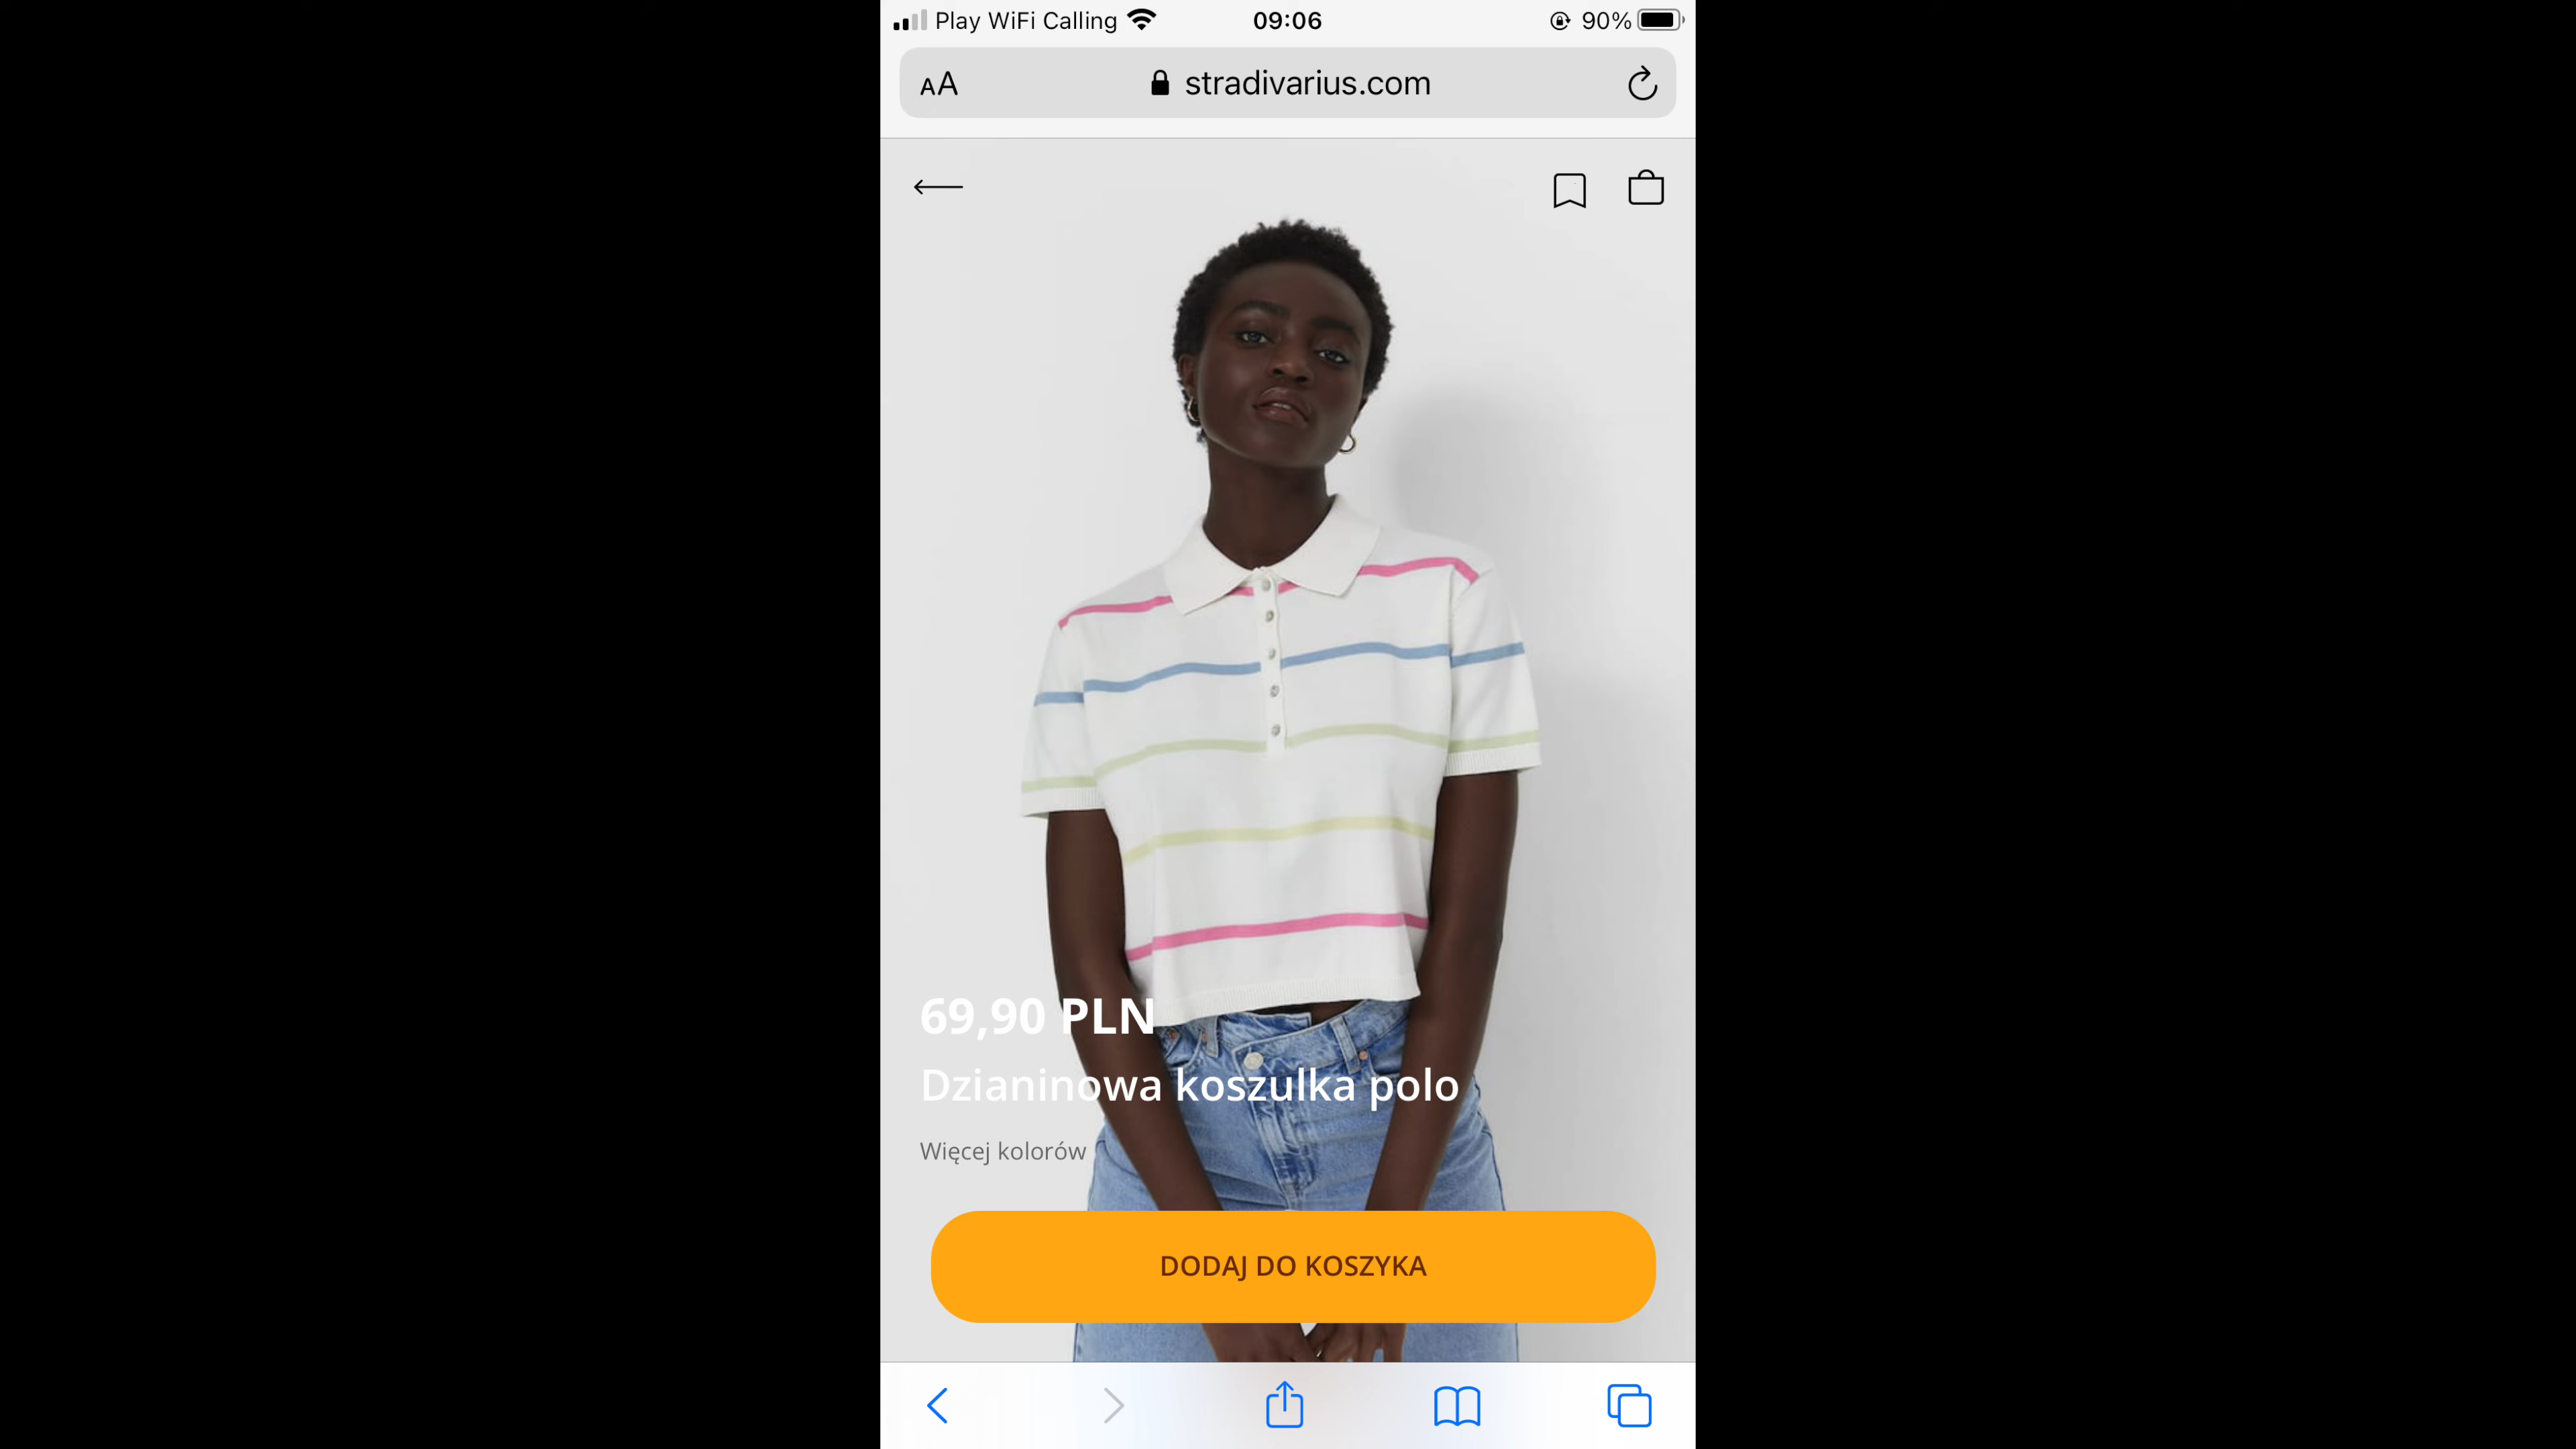 Play WiFi Calling 09:06 90%
AA stradivarius.com
69,90 PLN
Dzianinowa koszulka polo
Więcej kolorów
DODAJ DO KOSZYKA